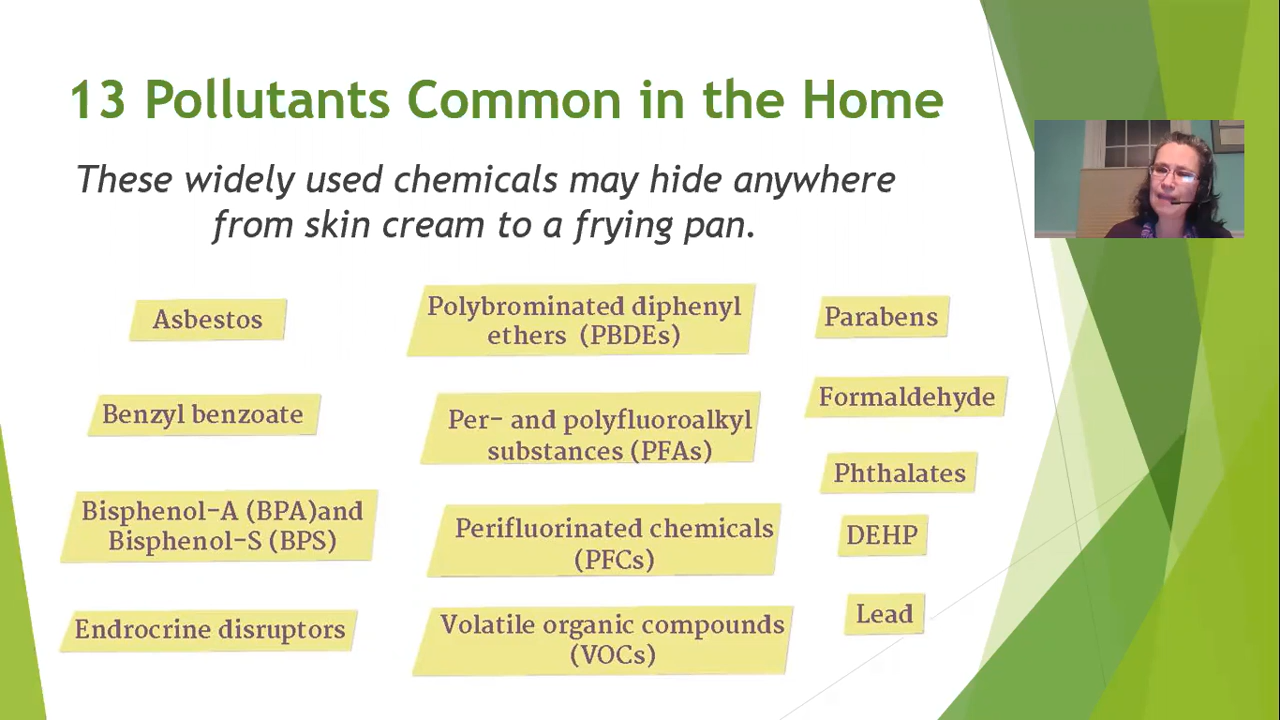 13 Pollutants Common in the Home
These widely used chemicals may hide anywhere
from skin cream to a frying pan.
Asbestos
Benzyl benzoate
Bisphenol-A (BPA)and
Bisphenol-S (BPS)
Endrocrine disruptors
Polybrominated diphenyl
ethers (PBDEs)
Per- and polyfluoroalkyl
substances (PFAs)
Perifluorinated chemicals
(PFCs)
Volatile organic compounds
(VOCs)
Parabens
Formaldehyde
Phthalates
DEHP
Lead